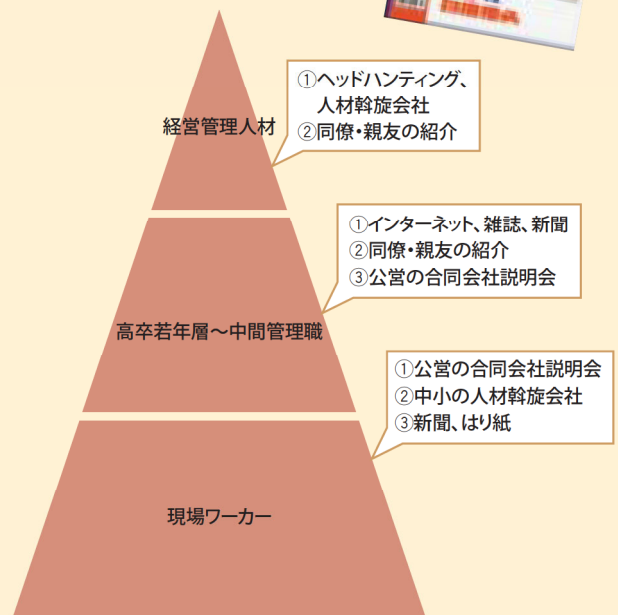 ①ヘッドハンティング、
人材斡旋会社
②同僚・親友の紹介
経営管理人材
①インターネット、雑誌、新聞
②同僚・親友の紹介
③公営の合同会社説明会
高卒若年層～中間管理職
①公営の合同会社説明会
②中小の人材斡旋会社
③新聞、はり紙
現場ワーカー